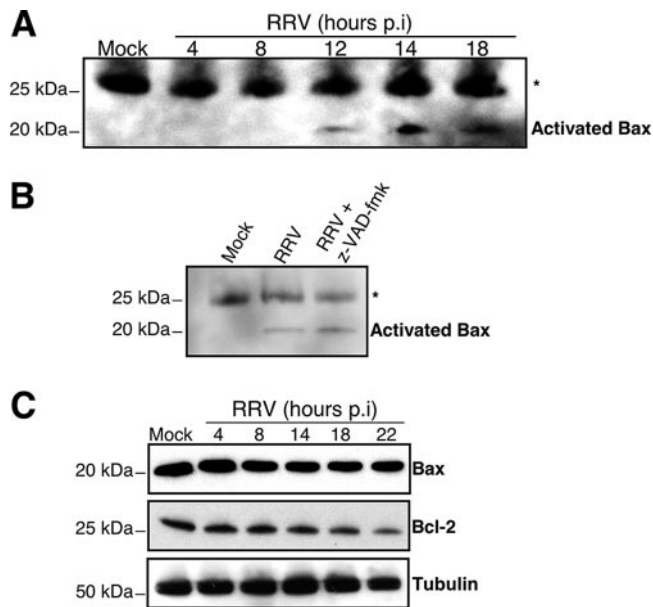 A
RRV (hours p.i)
Mock 4 8 12 14 18
25 kDa *
20 kDa Activated Bax
B
Mock RRV RRV + z-VAD-fmk
25 kDa *
20 kDa Activated Bax
C
RRV (hours p.i)
Mock 4 8 14 18 22
20 kDa Bax
25 kDa Bcl-2
50 kDa Tubulin